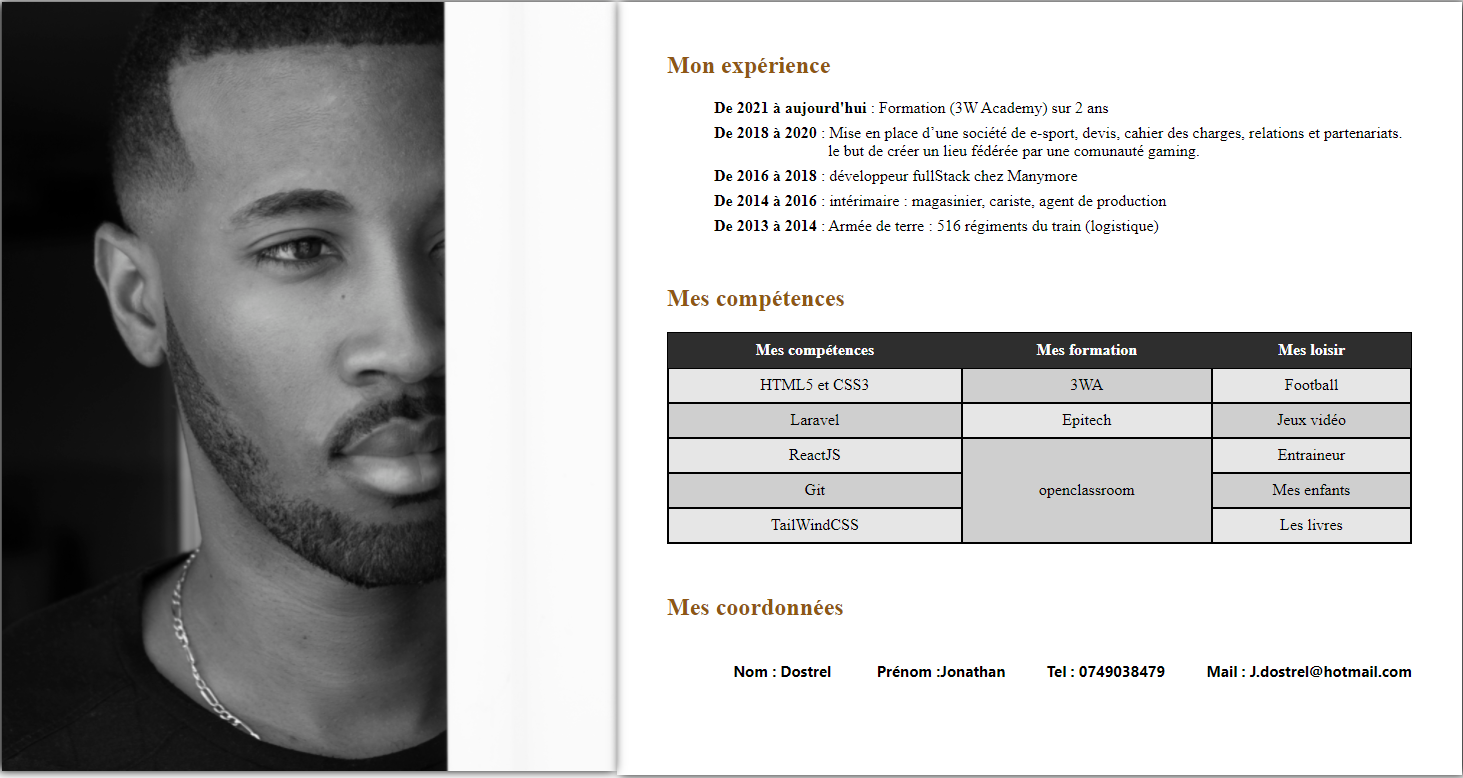 Mon expérience
De 2021 à aujourd'hui : Formation (3W Academy) sur 2 ans
De 2018 à 2020 : Mise en place d’une société de e-sport, devis, cahier des charges, relations et partenariats.
le but de créer un lieu fédérée par une comunauté gaming.
De 2016 à 2018 : développeur fullStack chez Manymore
De 2014 à 2016 : intérimaire : magasinier, cariste, agent de production
De 2013 à 2014 : Armée de terre : 516 régiments du train (logistique)
Mes compétences
Mes compétences Mes formation Mes loisir
HTML5 et CSS3 3WA Football
Laravel Epitech Jeux vidéo
ReactJS Entraineur
Git openclassroom Mes enfants
TailWindCSS Les livres
Mes coordonnées
Nom : Dostrel Prénom :Jonathan Tel : 0749038479 Mail : J.dostrel@hotmail.com